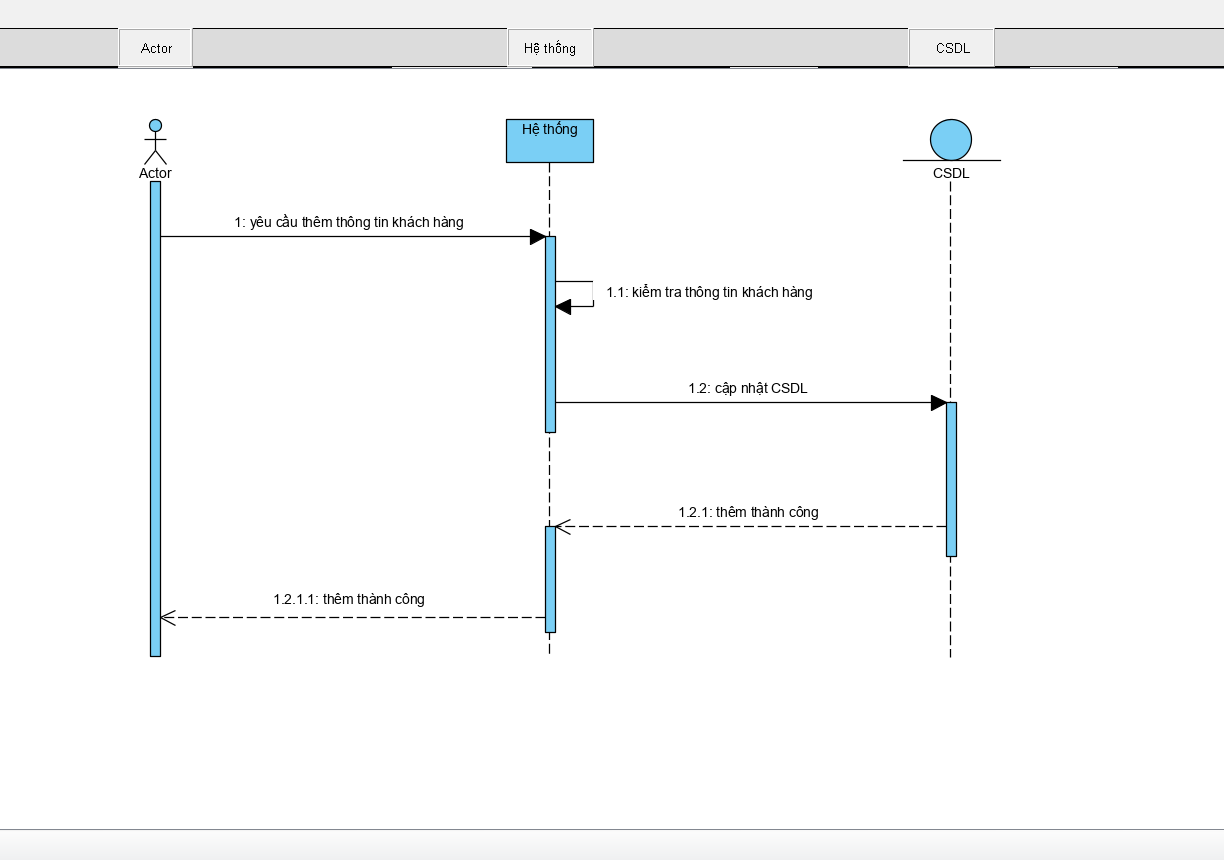 Actor
Hệ thống
CSDL
Hệ thống
Actor
CSDL
1: yêu cầu thêm thông tin khách hàng
1.1: kiểm tra thông tin khách hàng
1.2: cập nhật CSDL
1.2.1: thêm thành công
1.2.1.1: thêm thành công